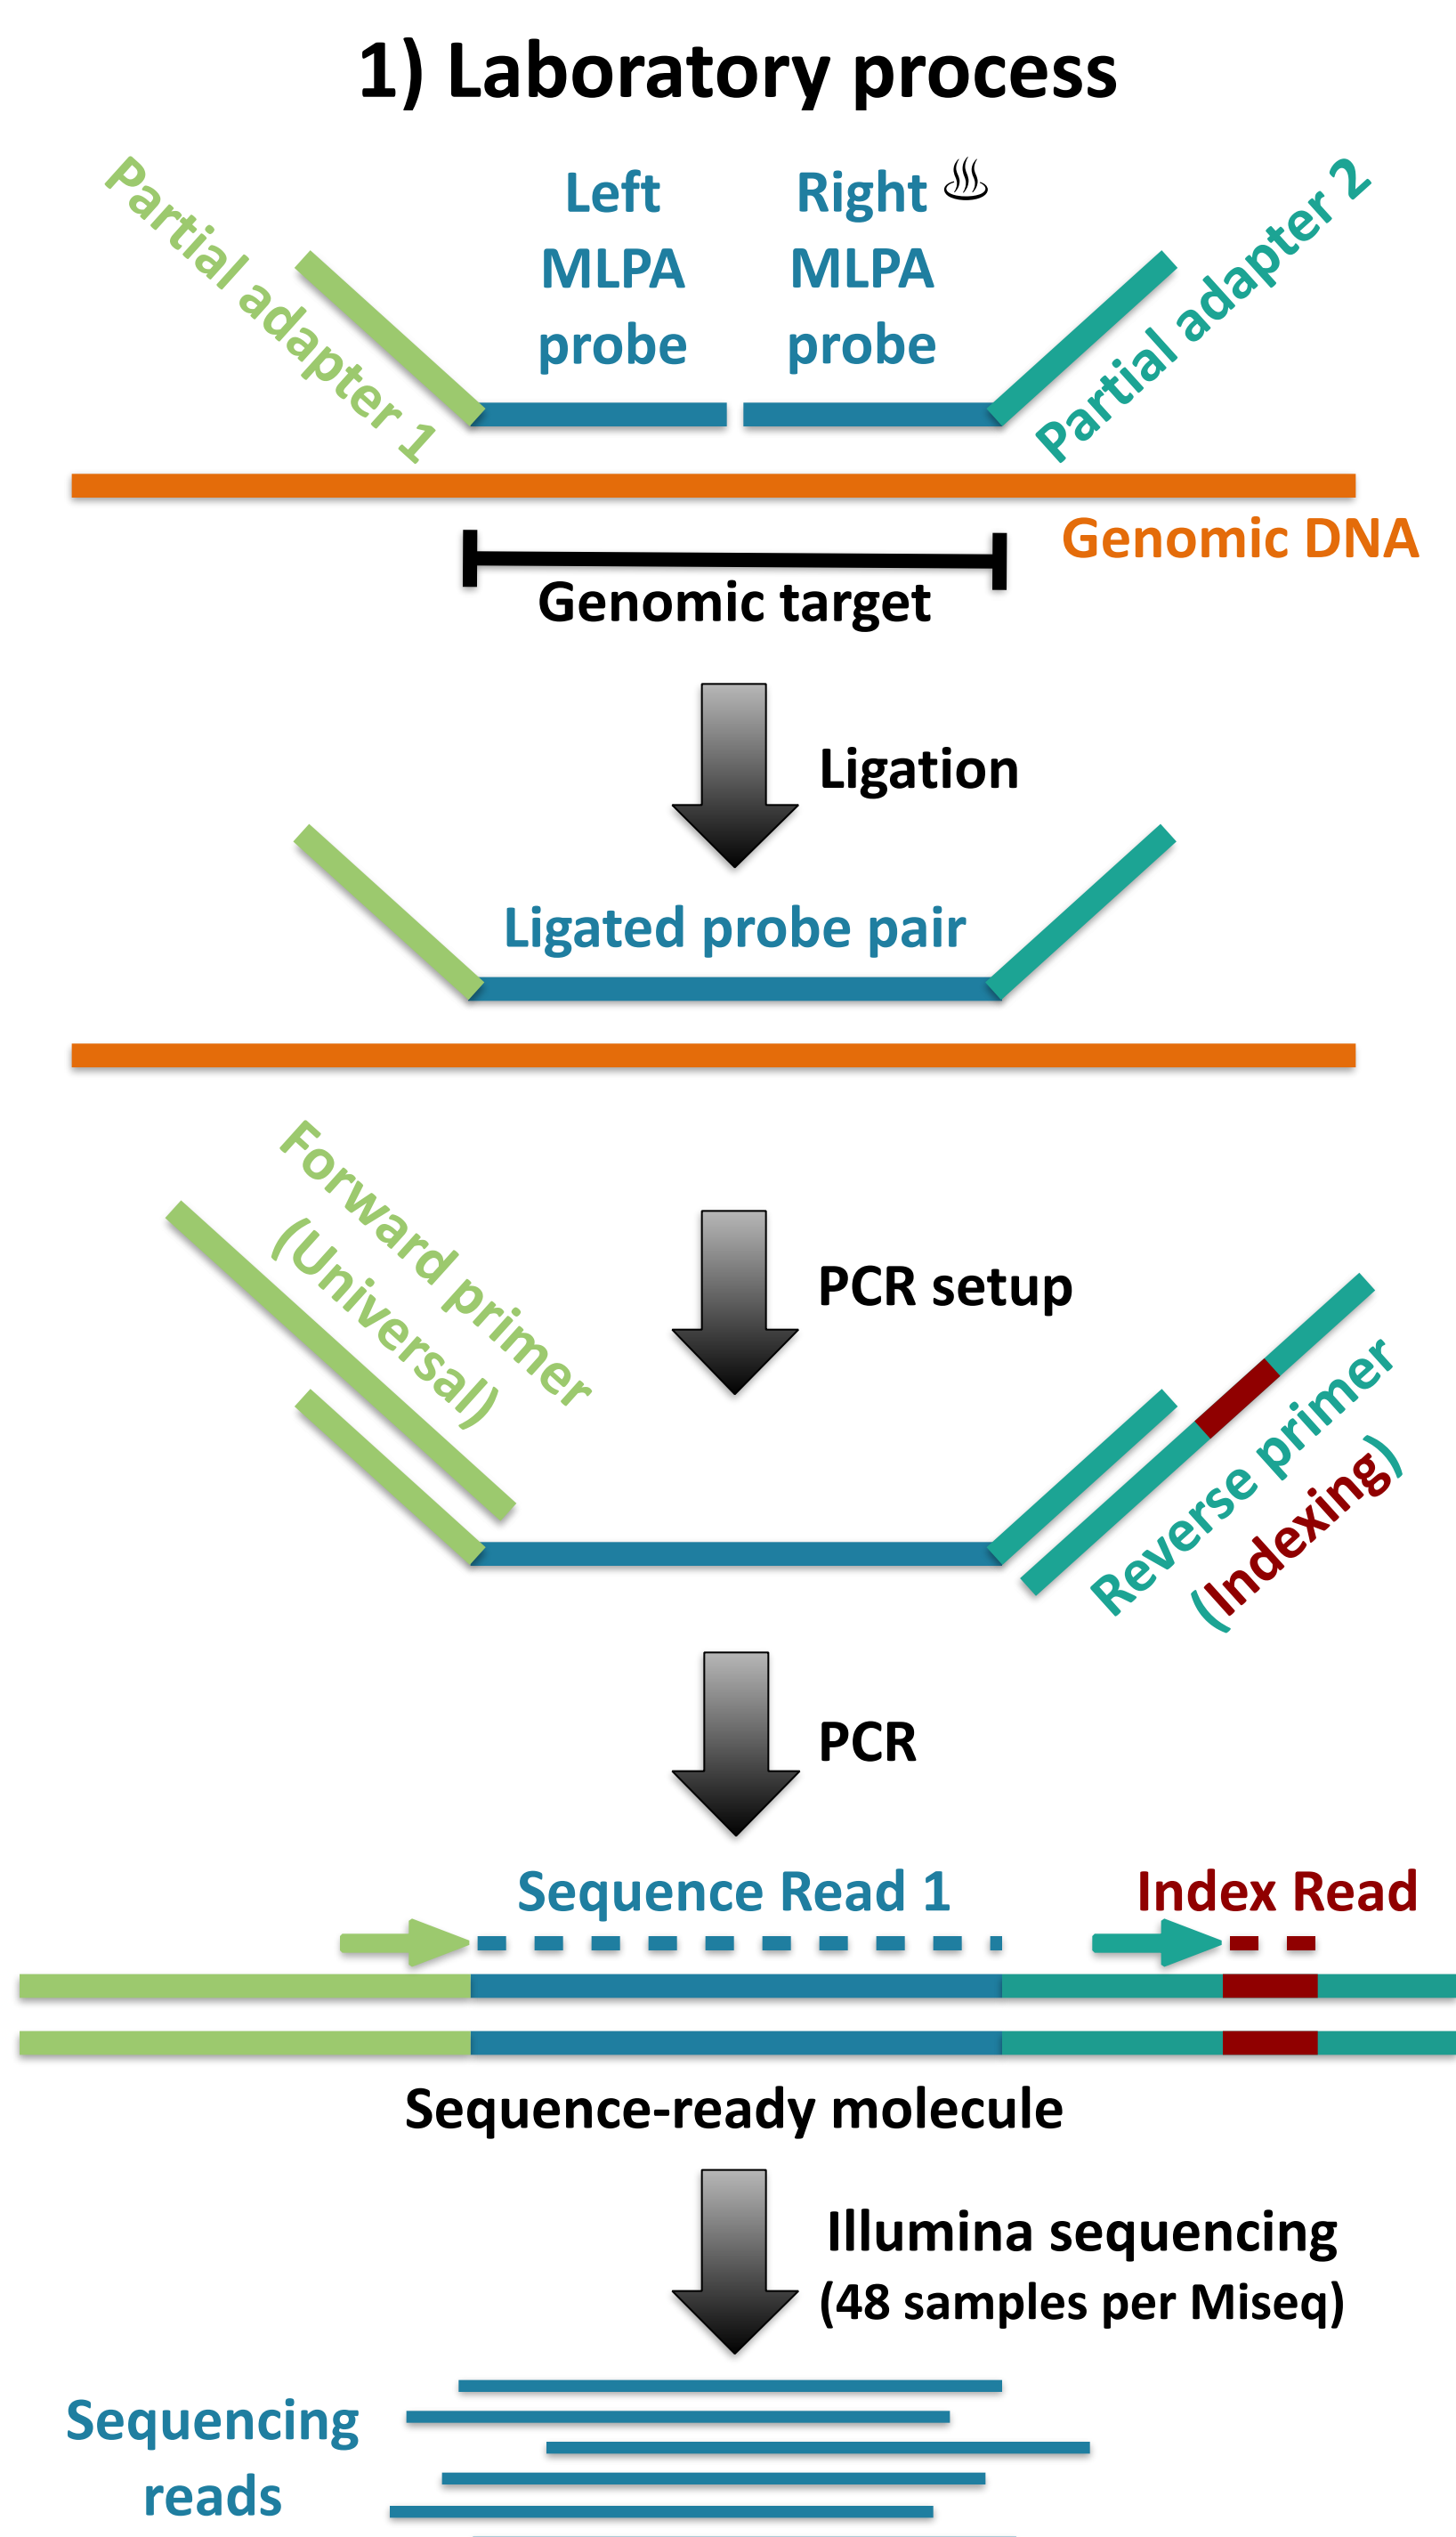 1) Laboratory process
Partial adapter 1
Left
MLPA
probe
Right ♨
MLPA
probe
Partial adapter 2
Genomic DNA
Genomic target
Ligation
Ligated probe pair
Forward primer
(Universal)
PCR setup
Reverse primer
(Indexing)
PCR
Sequence Read 1
Index Read
Sequence-ready molecule
Illumina sequencing
(48 samples per Miseq)
Sequencing
reads